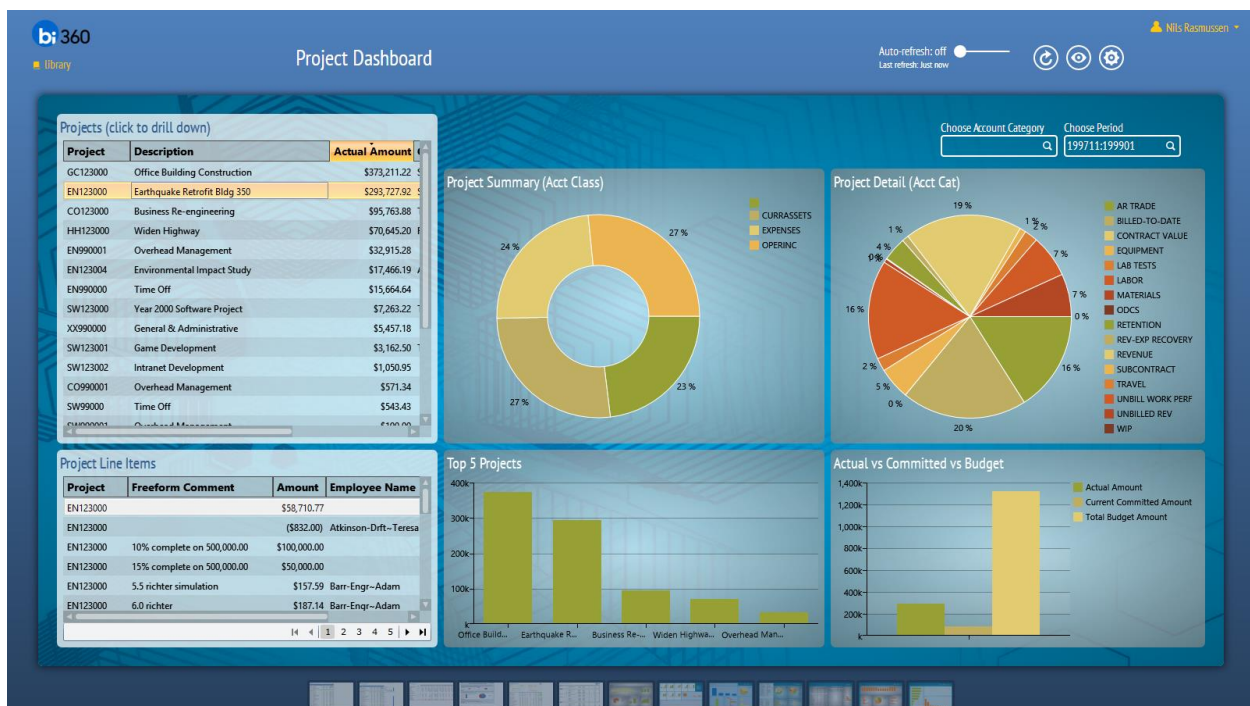 bi 360
Nils Rasmussen
library
Project Dashboard
Auto-refresh: off
Last refresh: Just now
Projects (click to drill down)
Project Description Actual Amount
GC123000 Office Building Construction $373,211.22
EN123000 Earthquake Retrofit Bldg 350 $293,727.92
CO123000 Business Re-engineering $95,763.88
HH123000 Widen Highway $70,645.20
EN990001 Overhead Management $32,915.28
EN123004 Environmental Impact Study $17,466.19
EN990000 Time Off $15,664.64
SW123000 Year 2000 Software Project $7,263.22
XX990000 General & Administrative $5,457.18
SW123001 Game Development $3,162.50
SW123002 Intranet Development $1,050.95
CO990001 Overhead Management $571.34
SW99000 Time Off $543.43
Choose Account Category Choose Period
199711:199901
Project Summary (Acct Class)
CURRASSETS
EXPENSES
OPERINC
24 %
27 %
27 %
23 %
Project Detail (Acct Cat)
19 %
1 %
2 %
1 %
4 %
7 %
7 %
0 %
16 %
16 %
2 %
5 %
0 %
20 %
AR TRADE
BILLED-TO-DATE
CONTRACT VALUE
EQUIPMENT
LAB TESTS
LABOR
MATERIALS
ODCS
RETENTION
REV-EXP RECOVERY
REVENUE
SUBCONTRACT
TRAVEL
UNBILL WORK PERF
UNBILLED REV
WIP
Project Line Items
Project Freeform Comment Amount Employee Name
EN123000 $58,710.77
EN123000 ($832.00) Atkinson-Drft~Teresa
EN123000 10% complete on 500,000.00 $100,000.00
EN123000 15% complete on 500,000.00 $50,000.00
EN123000 5.5 richter simulation $157.59 Barr-Engr~Adam
EN123000 6.0 richter $187.14 Barr-Engr~Adam
1 2 3 4 5
Top 5 Projects
400k
300k
200k
100k
k
Office Build... Earthquake R... Business Re-... Widen Highwa... Overhead Man...
Actual vs Committed vs Budget
1,400k
1,200k
1,000k
800k
600k
400k
200k
k
Actual Amount
Current Committed Amount
Total Budget Amount